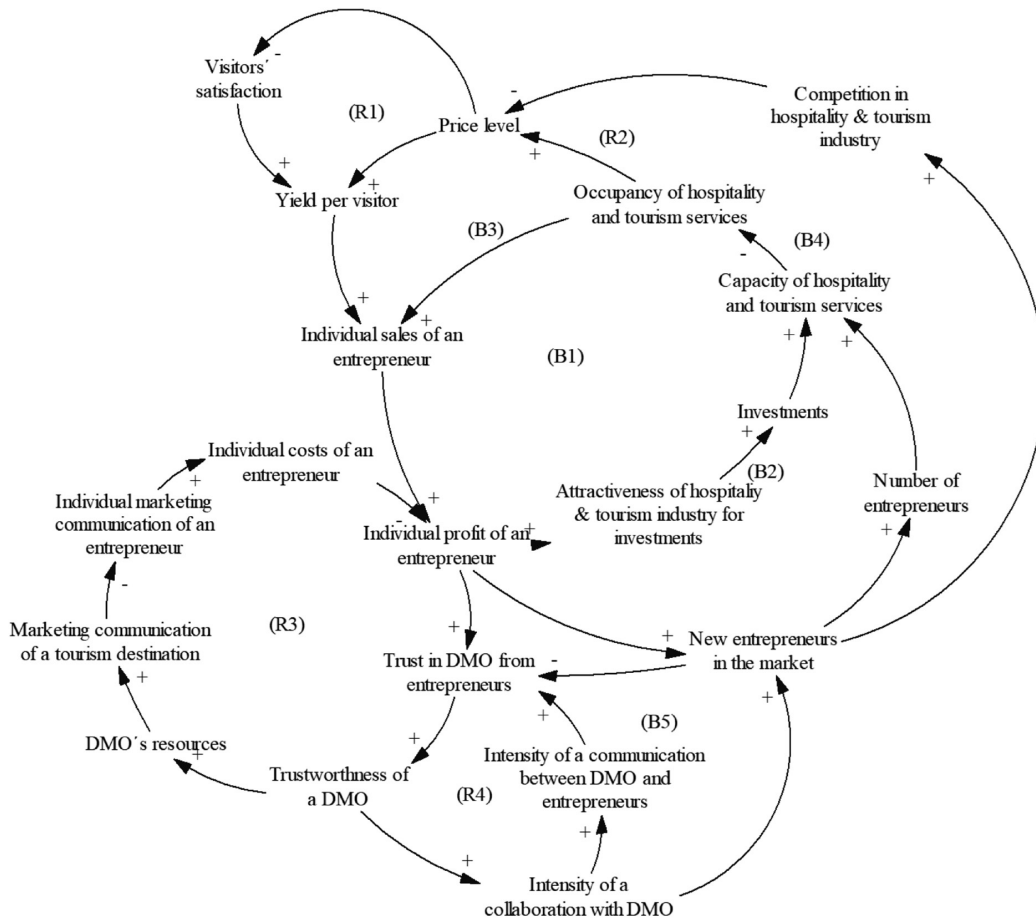 Visitors´
satisfaction
-
(R1)
Price level
-
Competition in
hospitality & tourism
industry
+
(R2)
+
+
+
Yield per visitor
Occupancy of hospitality
and tourism services
(B3)
(B4)
-
Capacity of hospitality
and tourism services
+
+
Individual sales of an
entrepreneur
+
+
(B1)
Investments
+
(B2)
Individual costs of an
entrepreneur
+
Individual marketing
communication of an
entrepreneur
+
-
Individual profit of an
entrepreneur
+
Attractiveness of hospitaliy
& tourism industry for
investments
Number of
entrepreneurs
+
-
(R3)
Marketing communication
of a tourism destination
+
+
Trust in DMO from
entrepreneurs
-
+
New entrepreneurs
in the market
+
+
(B5)
DMO´s resources
+
+
Trustworthness of
a DMO
(R4)
Intensity of a communication
between DMO and
entrepreneurs
+
+
Intensity of a
collaboration with DMO